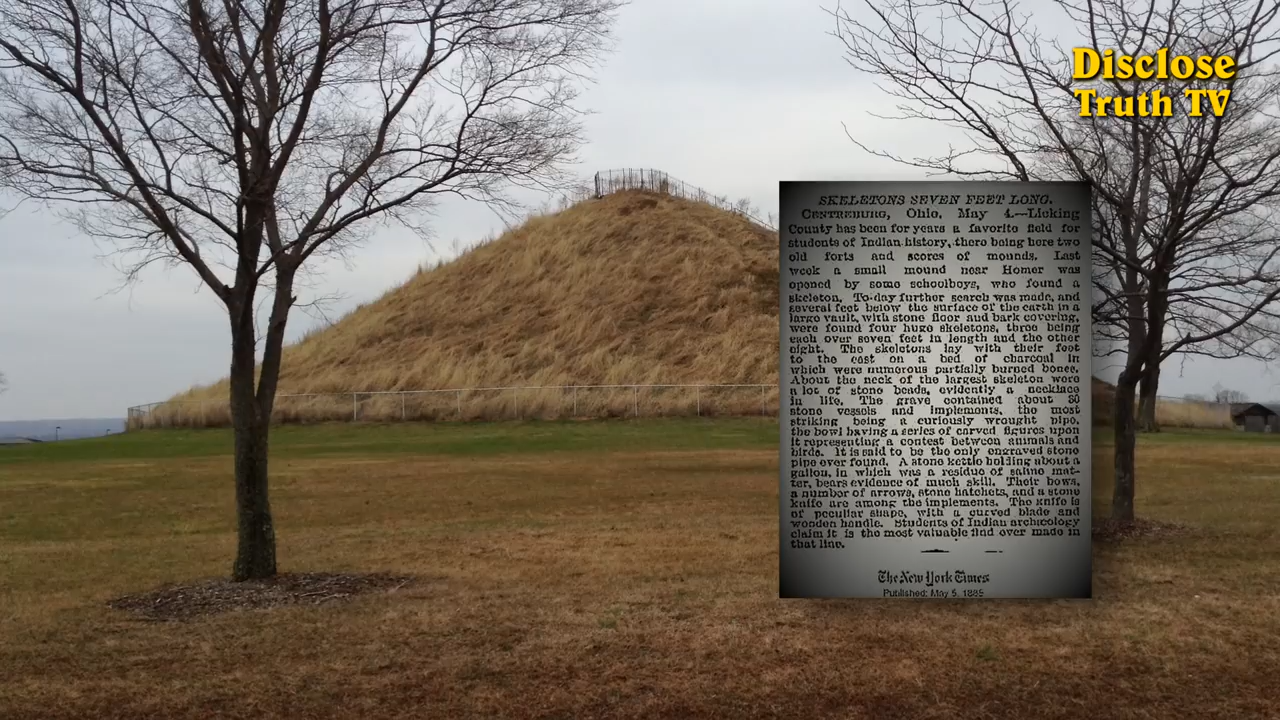 Disclose
Truth TV
SKELETONS SEVEN FEET LONG.
CENTREBURG, Ohio, May 4.—Licking
County has been for years a favorite field for
students of Indian history, there being here two
old forts and scores of mounds. Last
week a small mound near Homer was
opened by some schoolboys, who found a
skeleton. To-day further search was made, and
several feet below the surface of the earth in a
large vault, with stone floor and bark covering,
were found four huge skeletons, three being
each over seven feet in length and the other
eight. The skeletons lay with their feet
to the east on a bed of charcoal in
which were numerous partially burned bones.
About the neck of the largest skeleton were
a lot of stone beads, evidently a necklace
in life. The grave contained about 30
stone vessels and implements, the most
striking being a curiously wrought pipe,
the bowl having a series of carved figures upon
it representing a contest between animals and
birds. It is said to be the only engraved stone
pipe ever found. A stone kettle holding about a
gallon, in which was a residue of saline mat-
ter, bears evidence of much skill. Their bows,
a number of arrows, stone hatchets, and a stone
knife are among the implements. The knife is
of peculiar shape, with a curved blade and
wooden handle. Students of Indian archæology
claim it is the most valuable find ever made in
that line.
The New York Times
Published: May 5, 1885